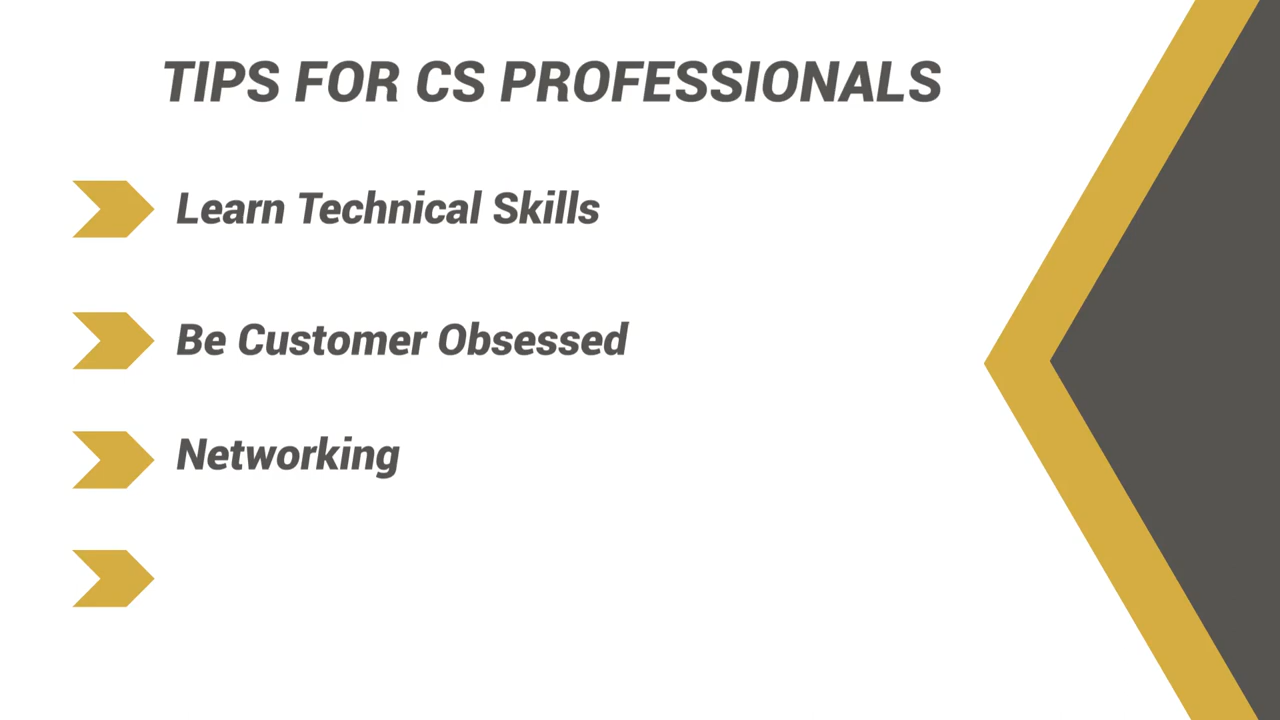 TIPS FOR CS PROFESSIONALS
Learn Technical Skills
Be Customer Obsessed
Networking